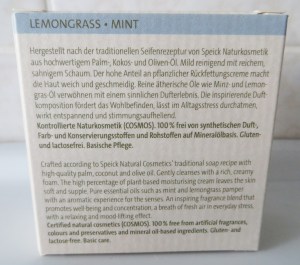 LEMONGRASS • MINT
Hergestellt nach der traditionellen Seifenrezeptur von Speick Naturkosmetik
aus hochwertigem Palm-, Kokos- und Oliven-Öl. Mild reinigend mit reichem,
sahnigem Schaum. Der hohe Anteil an pflanzlicher Rückfettungscreme macht
die Haut weich und geschmeidig. Reine ätherische Öle wie Minz- und Lemon-
gras-Öl verwöhnen mit einem sinnlichen Dufterlebnis. Die inspirierende Duft-
komposition fördert das Wohlbefinden, lässt im Alltagsstress durchatmen,
wirkt entspannend und stimmungsaufhellend.
Kontrollierte Naturkosmetik (COSMOS). 100% frei von synthetischen Duft-,
Farb- und Konservierungsstoffen und Rohstoffen auf Mineralölbasis. Gluten-
und lactosefrei. Basische Pflege.
Crafted according to Speick Natural Cosmetics' traditional soap recipe with
high-quality palm, coconut and olive oil. Gently cleanses with a rich, creamy
foam. The high percentage of plant based moisturising cream leaves the skin
soft and supple. Pure essential oils such as mint and lemongrass pamper
with an aromatic experience for the senses. An inspiring fragrance blend that
promotes well-being and concentration, a breath of fresh air in everyday stress,
with a relaxing and mood-lifting effect.
Certified natural cosmetics (COSMOS). 100% free from artificial fragrances,
colours and preservatives and mineral oil-based ingredients. Gluten- and
lactose-free. Basic care.